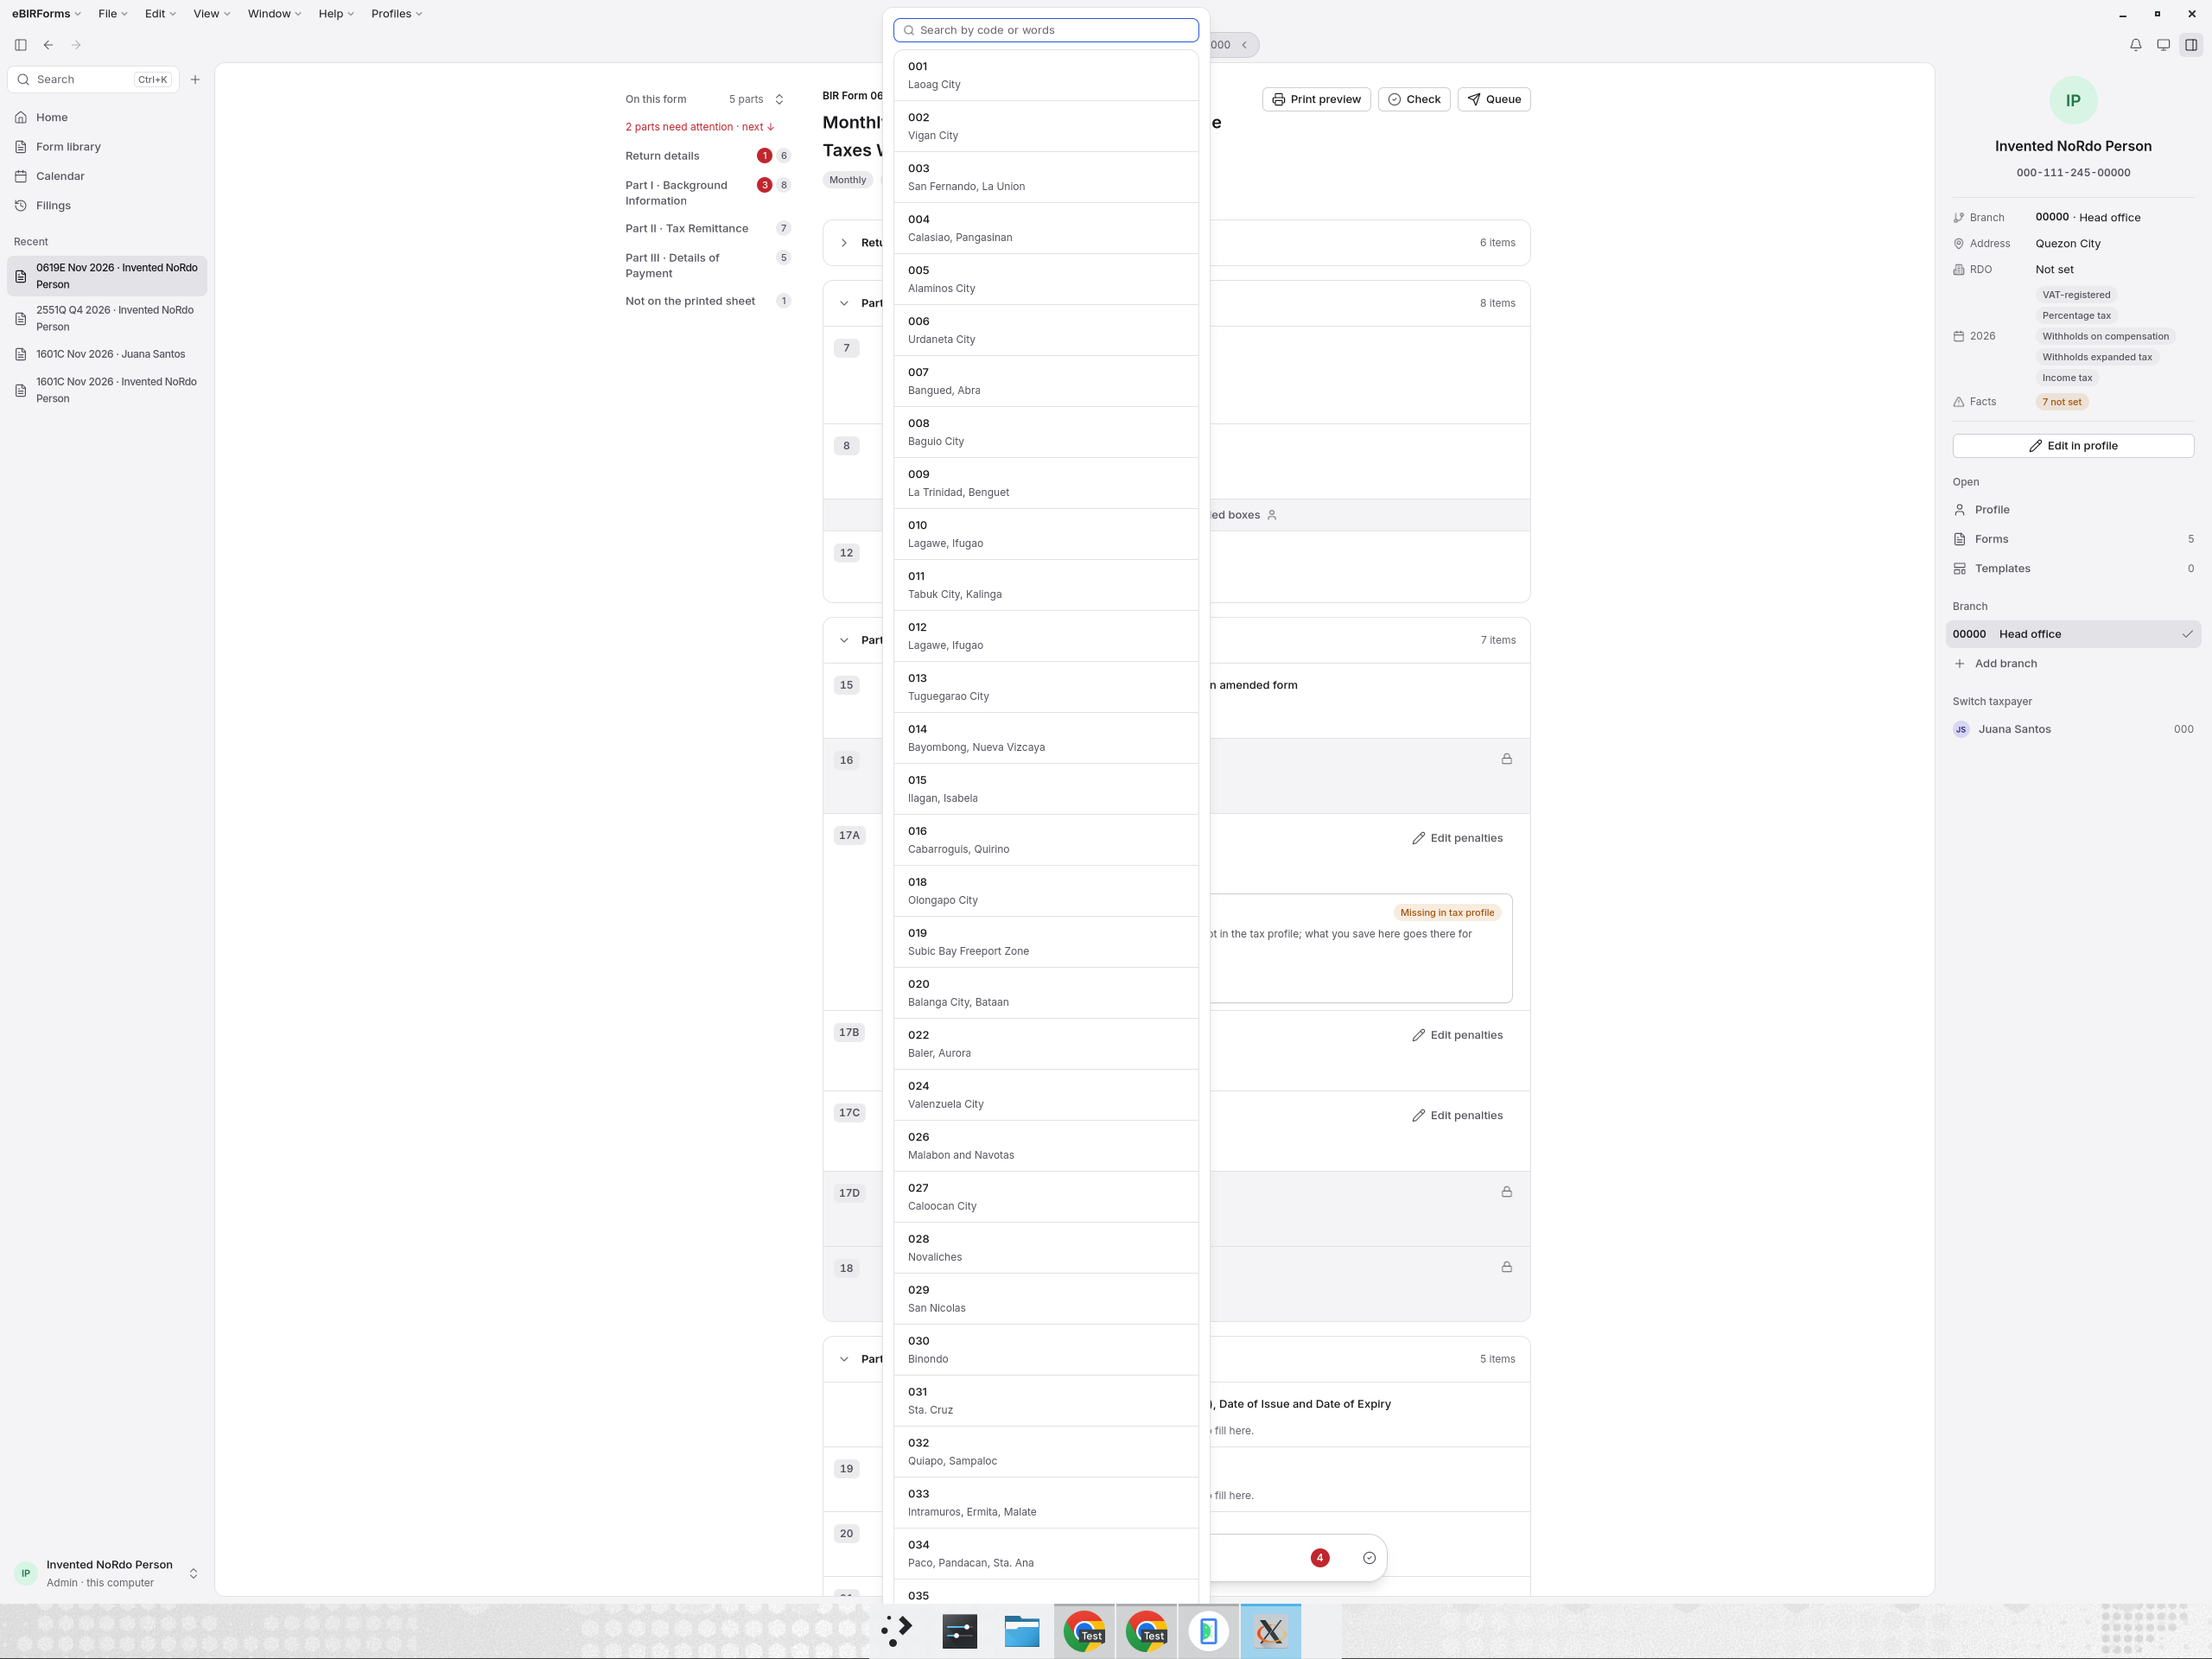 eBIRForms File Edit View Window Help Profiles
Search Ctrl+K
Home
Form library
Calendar
Filings
Recent
0619E Nov 2026 · Invented NoRdo
Person
2551Q Q4 2026 · Invented NoRdo
Person
1601C Nov 2026 · Juana Santos
1601C Nov 2026 · Invented NoRdo
Person
IP
Invented NoRdo Person
Admin · this computer
On this form 5 parts
2 parts need attention · next ↓
Return details 1 6
Part I · Background
Information 3 8
Part II · Tax Remittance 7
Part III · Details of
Payment 5
Not on the printed sheet 1
000
BIR Form 06
Print preview Check Queue
Monthl e
Taxes W
Monthly
Retu 6 items
Part 8 items
7
8
ed boxes
12
Part 7 items
15 n amended form
16
17A Edit penalties
Missing in tax profile
ot in the tax profile; what you save here goes there for
17B Edit penalties
17C Edit penalties
17D
18
Part 5 items
), Date of Issue and Date of Expiry
fill here.
19
fill here.
20
4
Search by code or words
001
Laoag City
002
Vigan City
003
San Fernando, La Union
004
Calasiao, Pangasinan
005
Alaminos City
006
Urdaneta City
007
Bangued, Abra
008
Baguio City
009
La Trinidad, Benguet
010
Lagawe, Ifugao
011
Tabuk City, Kalinga
012
Lagawe, Ifugao
013
Tuguegarao City
014
Bayombong, Nueva Vizcaya
015
Ilagan, Isabela
016
Cabarroguis, Quirino
018
Olongapo City
019
Subic Bay Freeport Zone
020
Balanga City, Bataan
022
Baler, Aurora
024
Valenzuela City
026
Malabon and Navotas
027
Caloocan City
028
Novaliches
029
San Nicolas
030
Binondo
031
Sta. Cruz
032
Quiapo, Sampaloc
033
Intramuros, Ermita, Malate
034
Paco, Pandacan, Sta. Ana
035
IP
Invented NoRdo Person
000-111-245-00000
Branch 00000 · Head office
Address Quezon City
RDO Not set
2026
VAT-registered
Percentage tax
Withholds on compensation
Withholds expanded tax
Income tax
Facts 7 not set
Edit in profile
Open
Profile
Forms 5
Templates 0
Branch
00000 Head office
Add branch
Switch taxpayer
JS Juana Santos 000
Test
Test